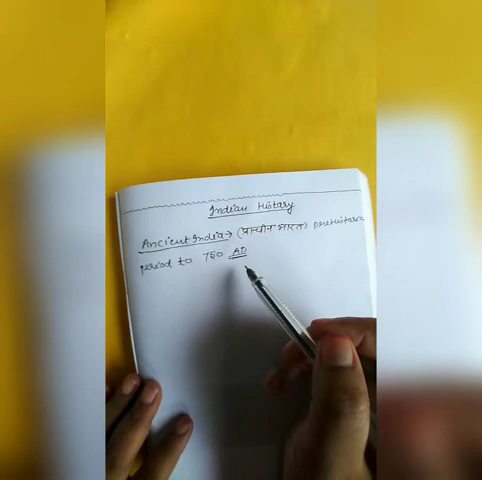 Indian History
Ancient India → (प्राचीन भारत) prehistoric
period to 750 AD